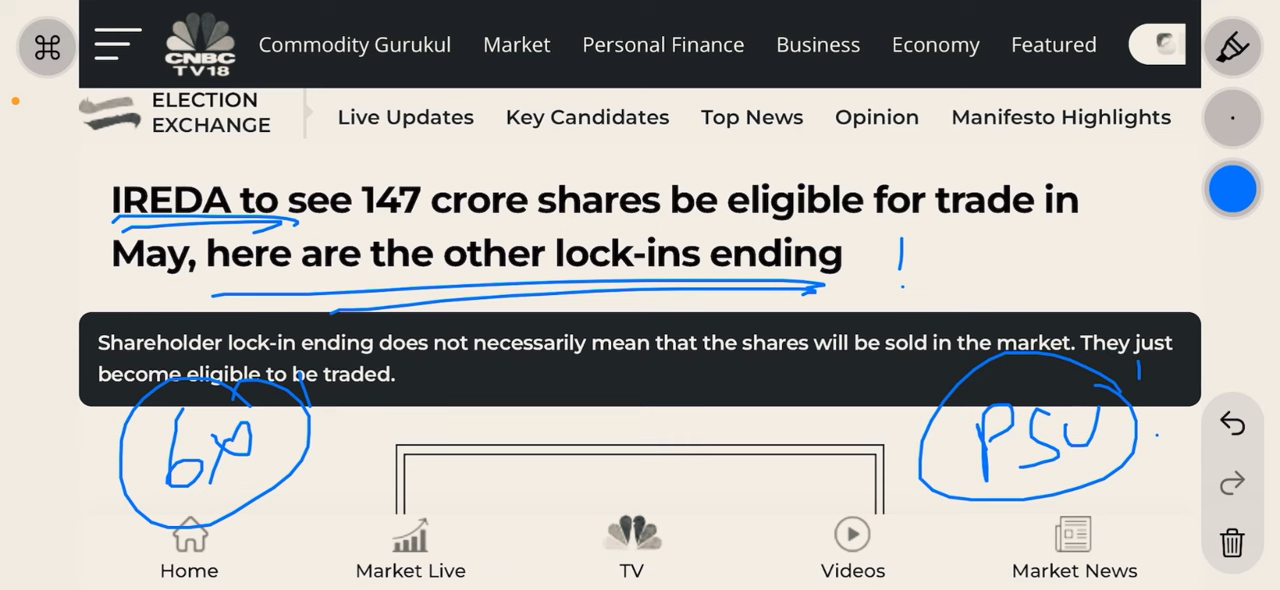 CNBC
TV18
Commodity Gurukul Market Personal Finance Business Economy Featured
ELECTION
EXCHANGE
Live Updates Key Candidates Top News Opinion Manifesto Highlights
IREDA to see 147 crore shares be eligible for trade in
May, here are the other lock-ins ending !
Shareholder lock-in ending does not necessarily mean that the shares will be sold in the market. They just
become eligible to be traded.
PSU
Home Market Live TV Videos Market News